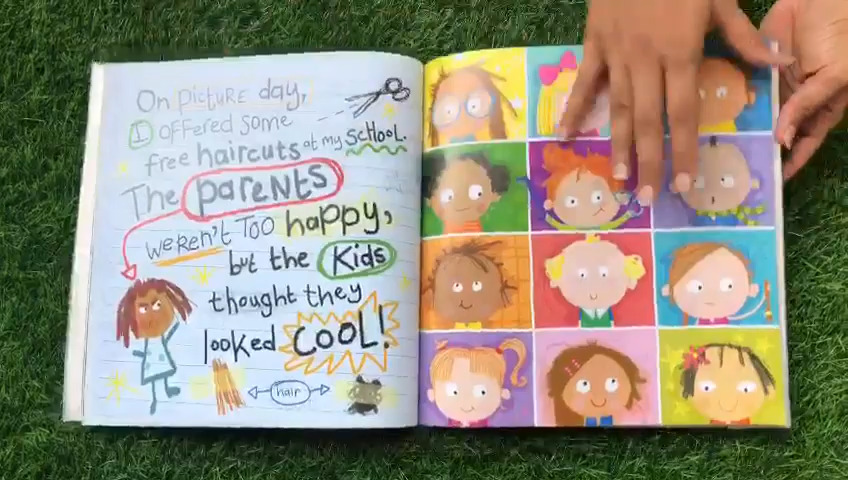 On picture day,
I offered some
free haircuts at my school.
The parents
weren't too happy,
but the Kids
thought they
looked COOL!
hair